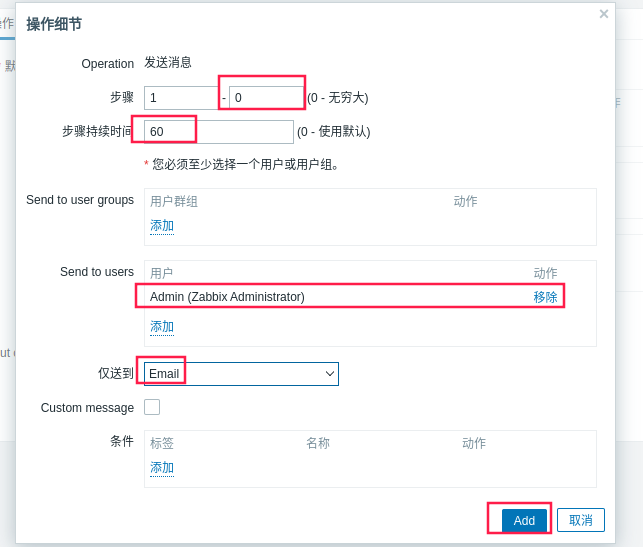 操作细节
Operation 发送消息
步骤 1 - 0 (0 - 无穷大)
步骤持续时间 60 (0 - 使用默认)
* 您必须至少选择一个用户或用户组。
Send to user groups 用户群组 动作
添加
Send to users 用户 动作
Admin (Zabbix Administrator) 移除
添加
仅送到 Email
Custom message
条件 标签 名称 动作
添加
Add 取消